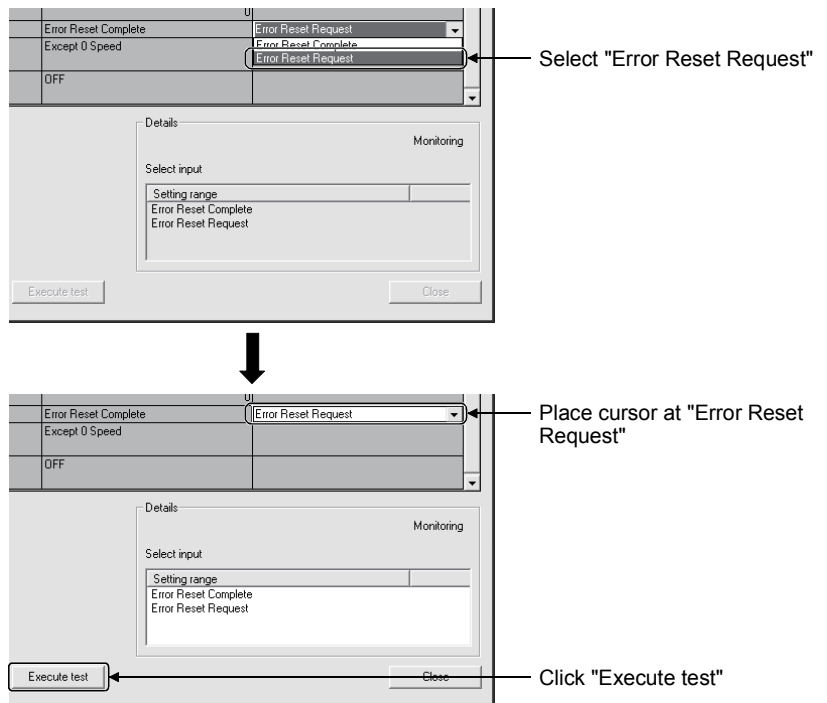 0
Error Reset Complete Error Reset Request
Except 0 Speed Error Reset Complete
Error Reset Request
Select "Error Reset Request"
OFF
Details
Monitoring
Select input
Setting range
Error Reset Complete
Error Reset Request
Execute test Close
0
Error Reset Complete Error Reset Request
Place cursor at "Error Reset
Request"
Except 0 Speed
OFF
Details
Monitoring
Select input
Setting range
Error Reset Complete
Error Reset Request
Execute test Close
Click "Execute test"